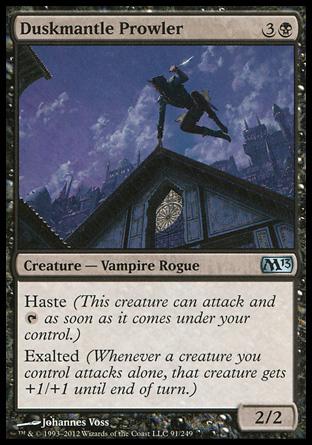 Duskmantle Prowler 3
Creature — Vampire Rogue M13
Haste (This creature can attack and
as soon as it comes under your
control.)
Exalted (Whenever a creature you
control attacks alone, that creature gets
+1/+1 until end of turn.)
2/2
Johannes Voss
™ & © 1993–2012 Wizards of the Coast LLC 91/249